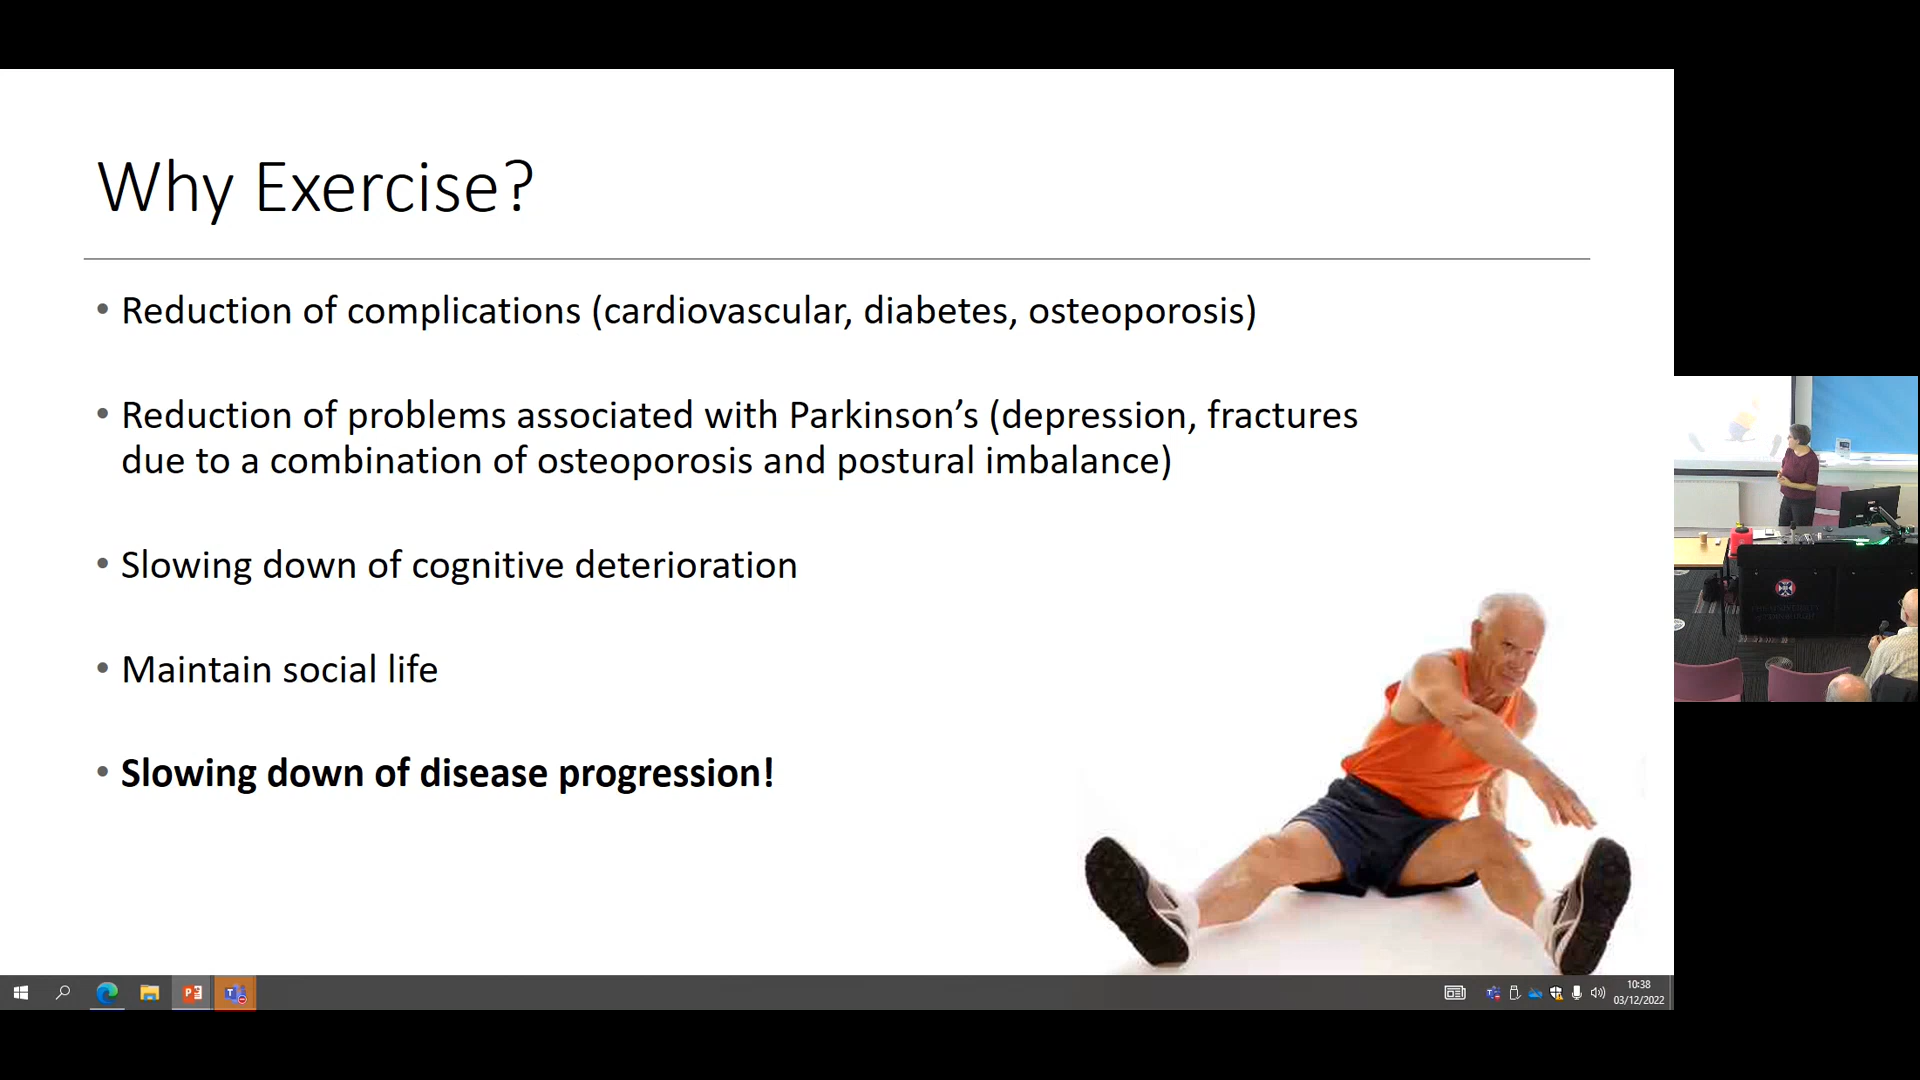 Why Exercise?
• Reduction of complications (cardiovascular, diabetes, osteoporosis)
• Reduction of problems associated with Parkinson’s (depression, fractures
due to a combination of osteoporosis and postural imbalance)
• Slowing down of cognitive deterioration
• Maintain social life
• Slowing down of disease progression!
10:38
03/12/2022